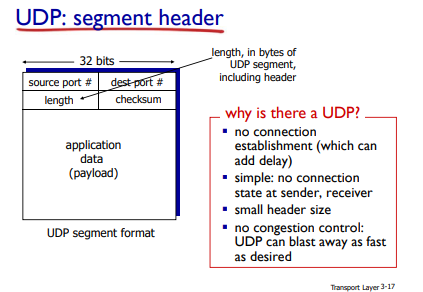 UDP: segment header
32 bits
source port # dest port #
length checksum
application
data
(payload)
UDP segment format
length, in bytes of
UDP segment,
including header
why is there a UDP?
▪ no connection
establishment (which can
add delay)
▪ simple: no connection
state at sender, receiver
▪ small header size
▪ no congestion control:
UDP can blast away as fast
as desired
Transport Layer 3-17